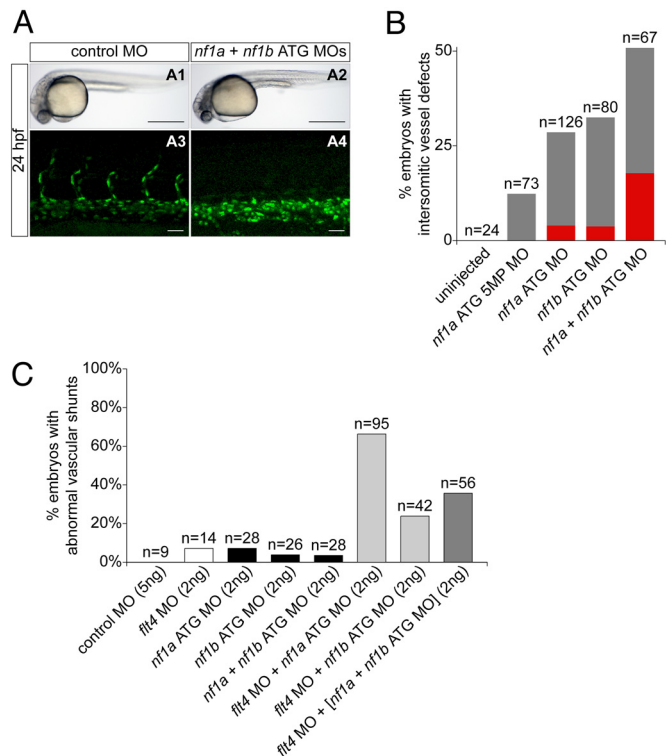 A
control MO
nf1a + nf1b ATG MOs
24 hpf
A1
A2
A3
A4
B
% embryos with
intersomitic vessel defects
50
25
0
n=24
n=73
n=126
n=80
n=67
uninjected
nf1a ATG 5MP MO
nf1a ATG MO
nf1b ATG MO
nf1a + nf1b ATG MO
C
% embryos with
abnormal vascular shunts
100%
80%
60%
40%
20%
0%
n=9
n=14
n=28
n=26
n=28
n=95
n=42
n=56
control MO (5ng)
flt4 MO (2ng)
nf1a ATG MO (2ng)
nf1b ATG MO (2ng)
nf1a + nf1b ATG MO (2ng)
flt4 MO + nf1a ATG MO (2ng)
flt4 MO + nf1b ATG MO (2ng)
flt4 MO + [nf1a + nf1b ATG MO] (2ng)